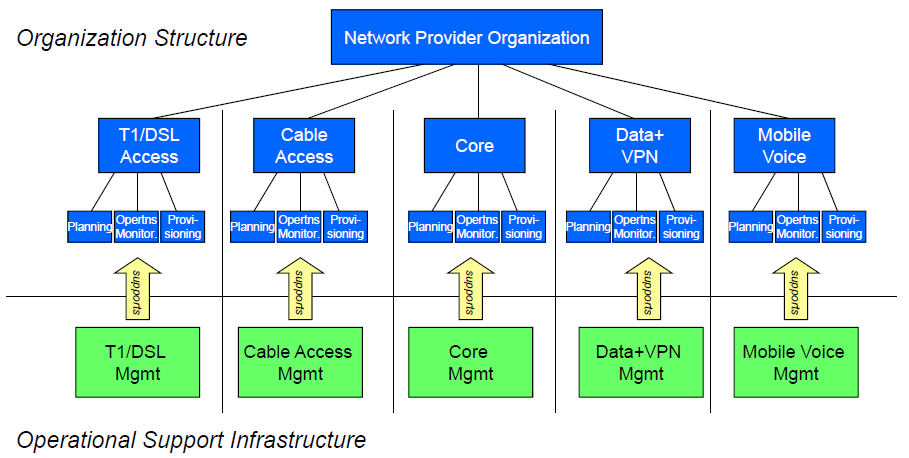 Organization Structure
Network Provider Organization
T1/DSL
Access
Cable
Access
Core
Data+
VPN
Mobile
Voice
Planning
Opertns
Monitor.
Provi-
sioning
Planning
Opertns
Monitor.
Provi-
sioning
Planning
Opertns
Monitor.
Provi-
sioning
Planning
Opertns
Monitor.
Provi-
sioning
Planning
Opertns
Monitor.
Provi-
sioning
supports
supports
supports
supports
supports
T1/DSL
Mgmt
Cable Access
Mgmt
Core
Mgmt
Data+VPN
Mgmt
Mobile Voice
Mgmt
Operational Support Infrastructure